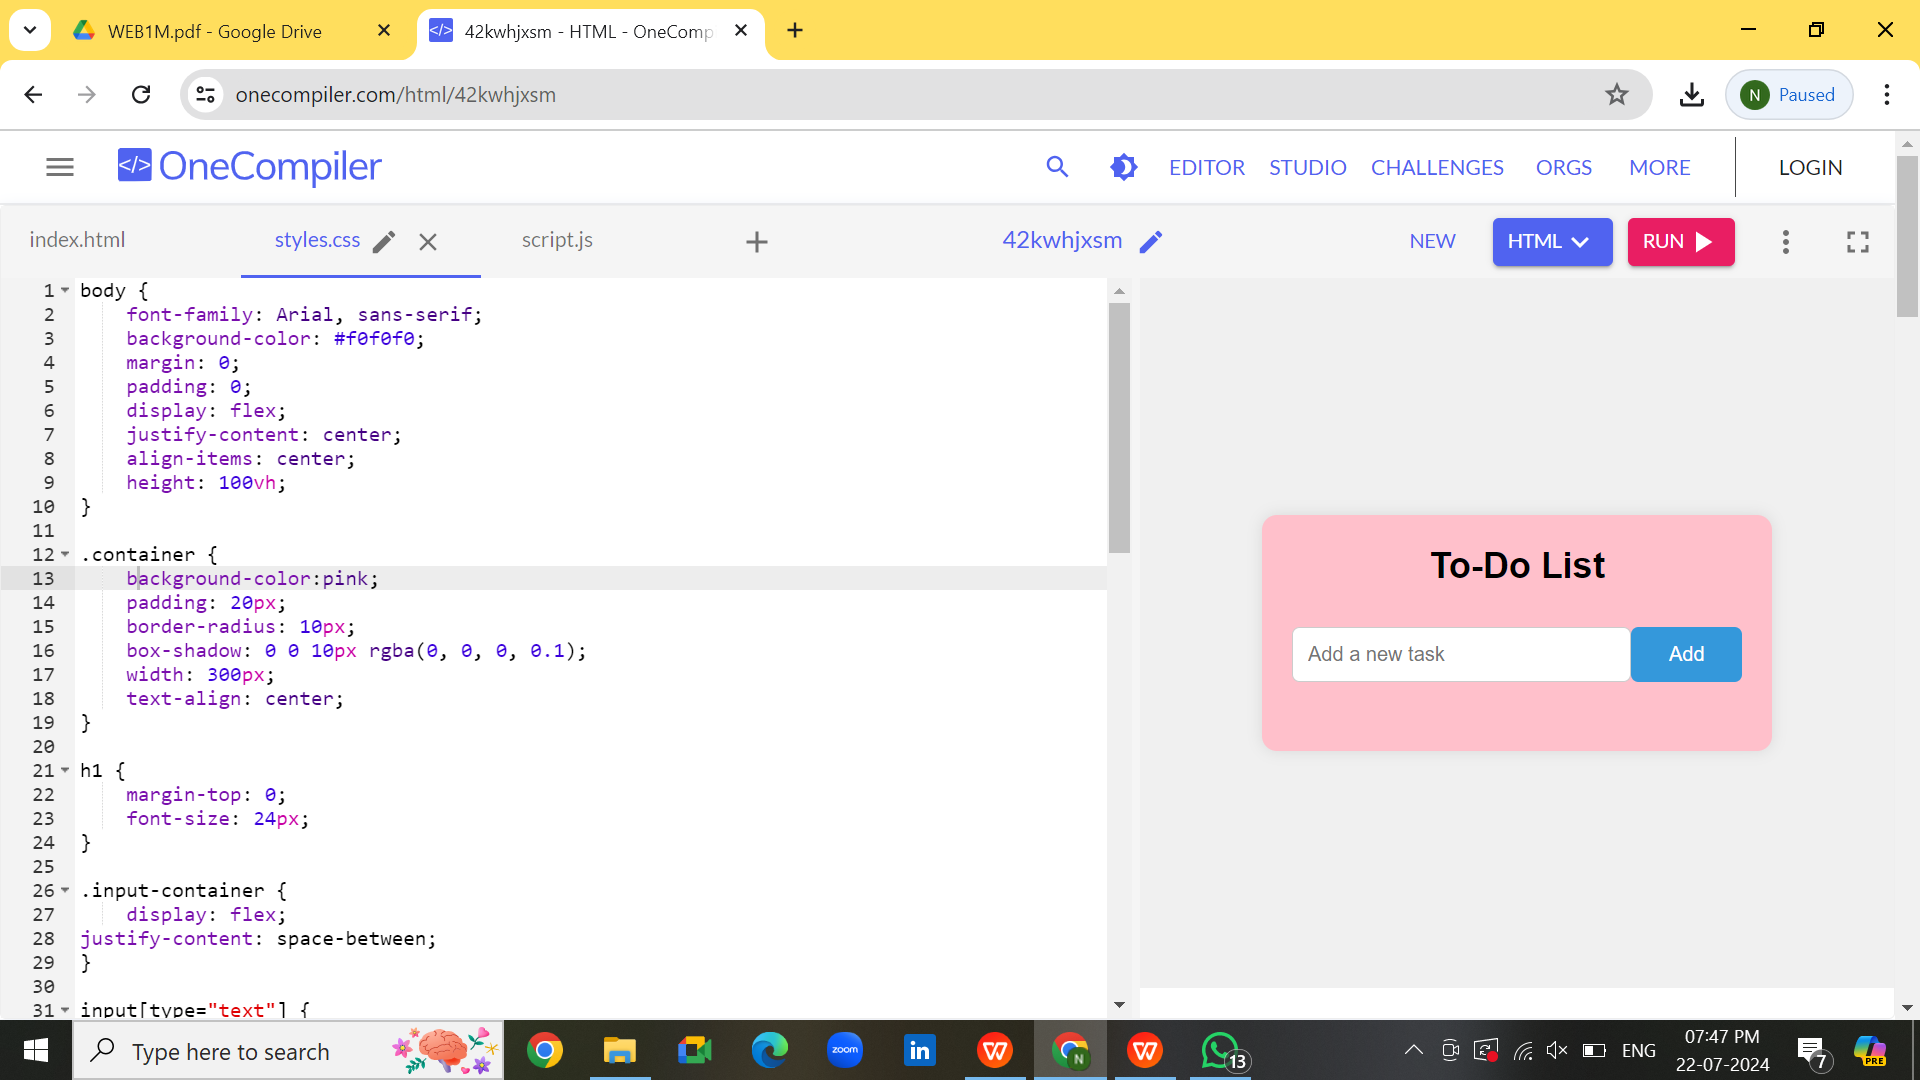 WEB1M.pdf - Google Drive
42kwhjxsm - HTML - OneComp
onecompiler.com/html/42kwhjxsm
N Paused
</> OneCompiler
EDITOR STUDIO CHALLENGES ORGS MORE LOGIN
index.html styles.css script.js
42kwhjxsm NEW HTML RUN
1 body {
2 font-family: Arial, sans-serif;
3 background-color: #f0f0f0;
4 margin: 0;
5 padding: 0;
6 display: flex;
7 justify-content: center;
8 align-items: center;
9 height: 100vh;
10 }
11
12 .container {
13 background-color:pink;
14 padding: 20px;
15 border-radius: 10px;
16 box-shadow: 0 0 10px rgba(0, 0, 0, 0.1);
17 width: 300px;
18 text-align: center;
19 }
20
21 h1 {
22 margin-top: 0;
23 font-size: 24px;
24 }
25
26 .input-container {
27 display: flex;
28 justify-content: space-between;
29 }
30
31 input[type="text"] {
To-Do List
Add a new task
Add
Type here to search
zoom
in
W
N
W
13
ENG
07:47 PM
22-07-2024
7
PRE